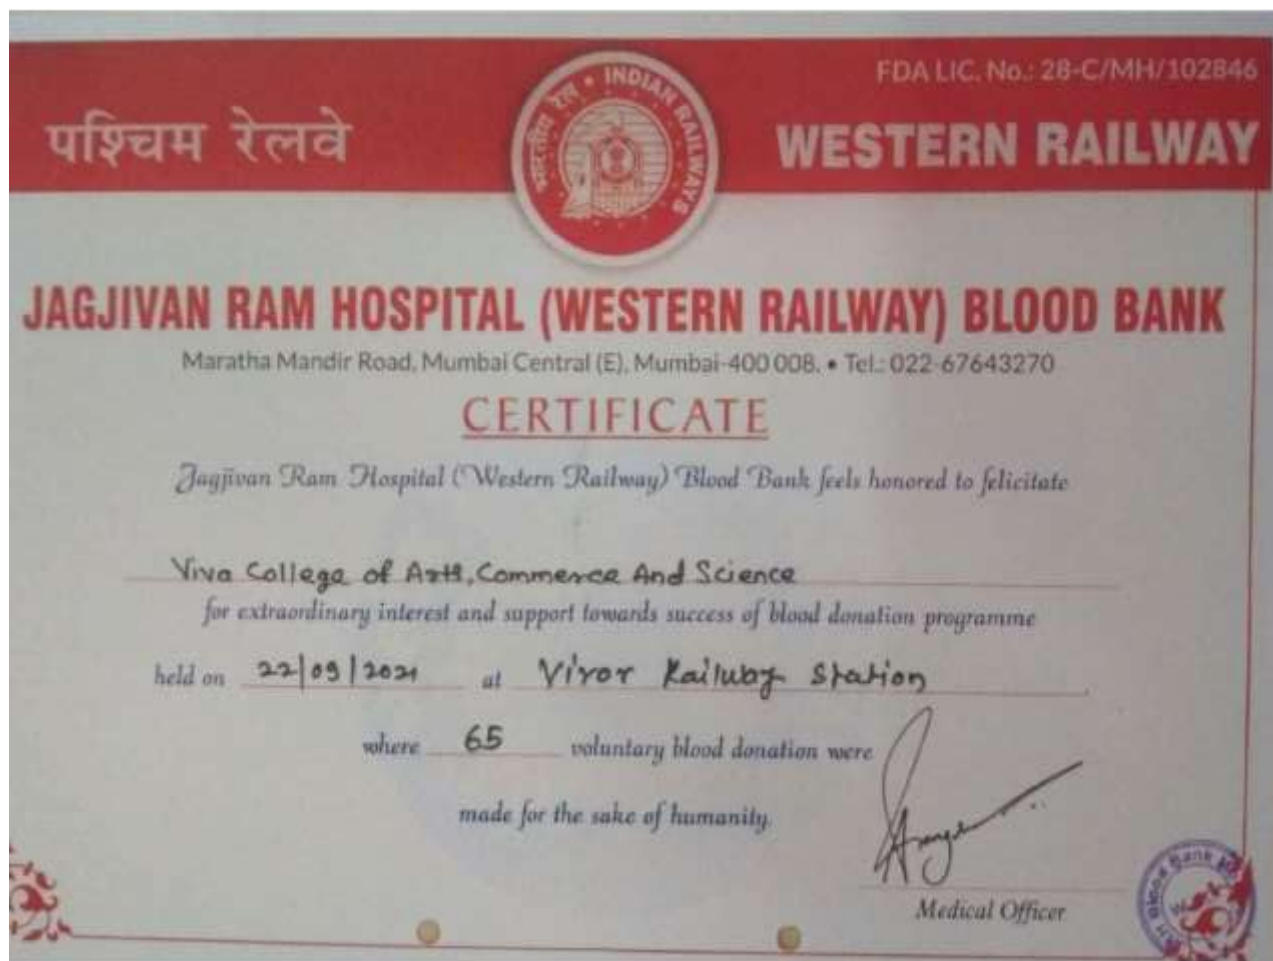 FDA LIC. No.: 28-C/MH/102846
पश्चिम रेलवे
भारतीय रेल • INDIAN RAILWAYS
WESTERN RAILWAY
JAGJIVAN RAM HOSPITAL (WESTERN RAILWAY) BLOOD BANK
Maratha Mandir Road, Mumbai Central (E), Mumbai-400 008. • Tel.: 022-67643270
CERTIFICATE
Jagjivan Ram Hospital (Western Railway) Blood Bank feels honored to felicitate
Viva College of Arts, Commerce And Science
for extraordinary interest and support towards success of blood donation programme
held on 22/09/2021 at Viror Railway Station
where 65 voluntary blood donation were
made for the sake of humanity.
Medical Officer
Blood Bank